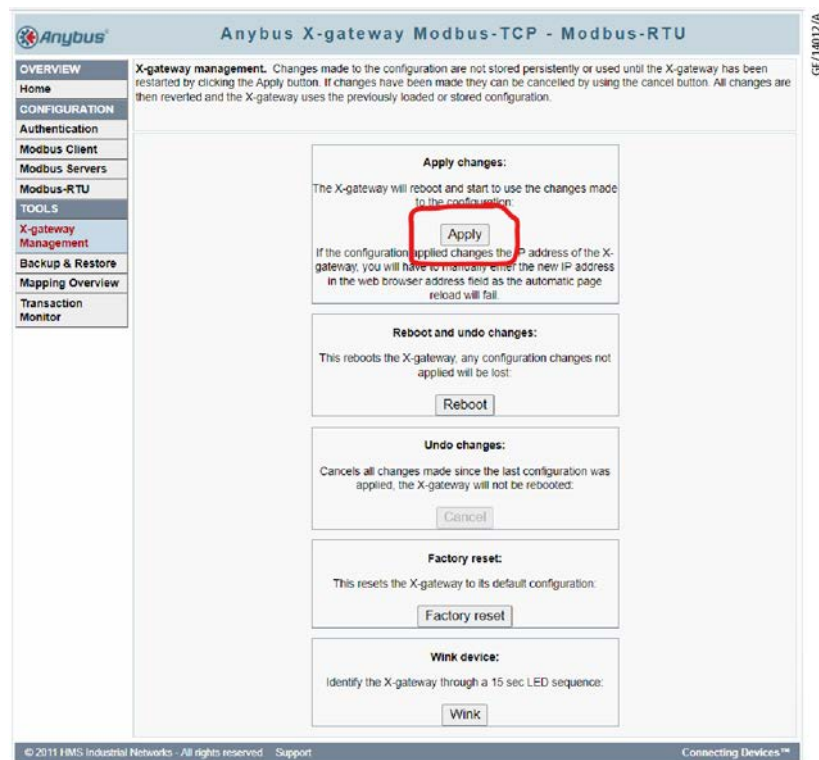 Anybus®
Anybus X-gateway Modbus-TCP - Modbus-RTU
GE/14012/A
OVERVIEW
Home
CONFIGURATION
Authentication
Modbus Client
Modbus Servers
Modbus-RTU
TOOLS
X-gateway
Management
Backup & Restore
Mapping Overview
Transaction
Monitor
X-gateway management. Changes made to the configuration are not stored persistently or used until the X-gateway has been
restarted by clicking the Apply button. If changes have been made they can be cancelled by using the cancel button. All changes are
then reverted and the X-gateway uses the previously loaded or stored configuration.
Apply changes:
The X-gateway will reboot and start to use the changes made
to the configuration:
Apply
If the configuration applied changes the IP address of the X-
gateway, you will have to manually enter the new IP address
in the web browser address field as the automatic page
reload will fail.
Reboot and undo changes:
This reboots the X-gateway, any configuration changes not
applied will be lost:
Reboot
Undo changes:
Cancels all changes made since the last configuration was
applied, the X-gateway will not be rebooted:
Cancel
Factory reset:
This resets the X-gateway to its default configuration:
Factory reset
Wink device:
Identify the X-gateway through a 15 sec LED sequence:
Wink
© 2011 HMS Industrial Networks - All rights reserved Support
Connecting Devices™